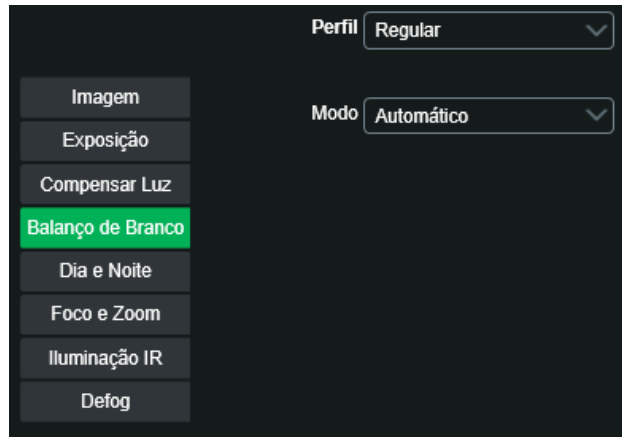 Perfil Regular
Imagem
Modo Automático
Exposição
Compensar Luz
Balanço de Branco
Dia e Noite
Foco e Zoom
Iluminação IR
Defog